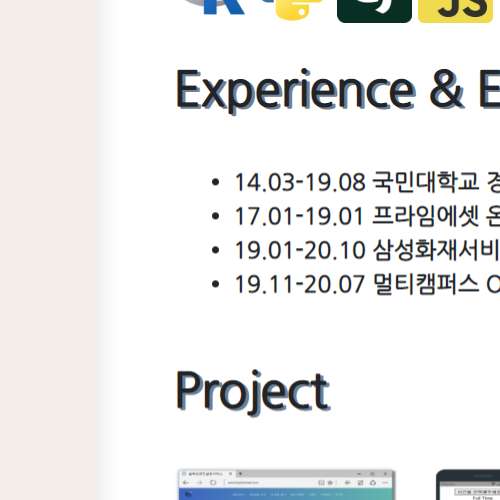 R
JS
Experience & E
14.03-19.08 국민대학교 경
17.01-19.01 프라임에셋 온
19.01-20.10 삼성화재서비
19.11-20.07 멀티캠퍼스
Project